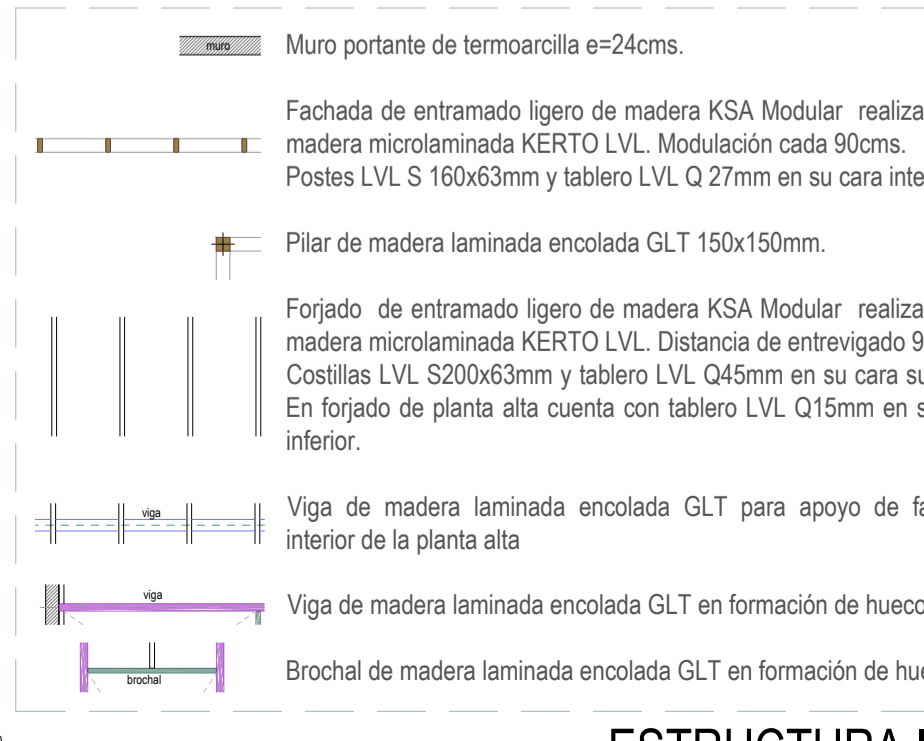 muro
Muro portante de termoarcilla e=24cms.
Fachada de entramado ligero de madera KSA Modular realiza
madera microlaminada KERTO LVL. Modulación cada 90cms.
Postes LVL S 160x63mm y tablero LVL Q 27mm en su cara inte
Pilar de madera laminada encolada GLT 150x150mm.
Forjado de entramado ligero de madera KSA Modular realiza
madera microlaminada KERTO LVL. Distancia de entrevigado 9
Costillas LVL S200x63mm y tablero LVL Q45mm en su cara su
En forjado de planta alta cuenta con tablero LVL Q15mm en s
inferior.
viga
Viga de madera laminada encolada GLT para apoyo de fa
interior de la planta alta
viga
Viga de madera laminada encolada GLT en formación de hueco
brochal
Brochal de madera laminada encolada GLT en formación de hue
ESTRUCTURA